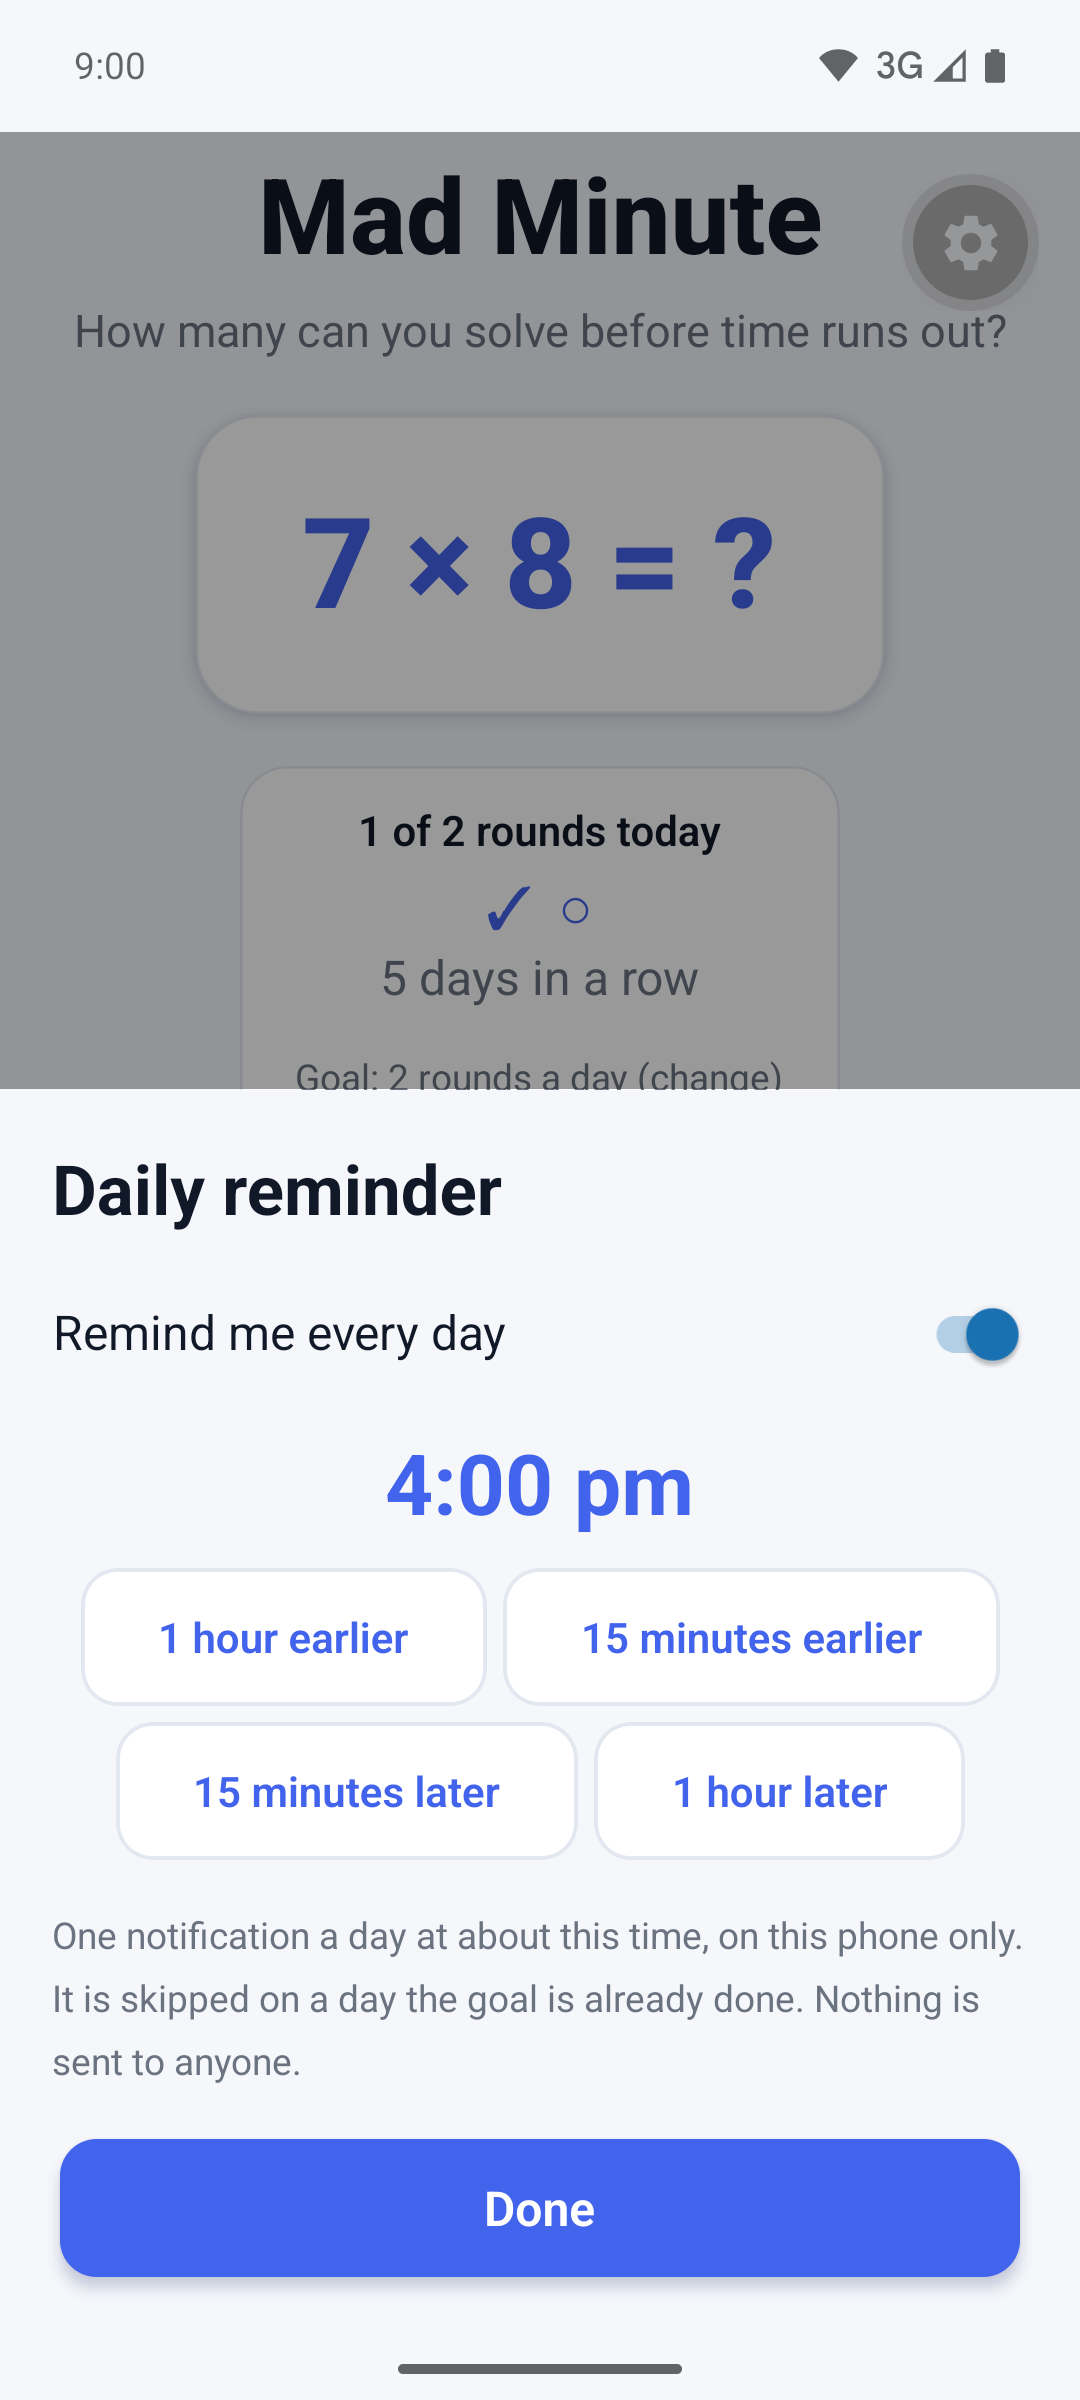 9:00
3G
Mad Minute
How many can you solve before time runs out?
7 × 8 = ?
1 of 2 rounds today
✓ ○
5 days in a row
Goal: 2 rounds a day (change)
Daily reminder
Remind me every day
4:00 pm
1 hour earlier
15 minutes earlier
15 minutes later
1 hour later
One notification a day at about this time, on this phone only.
It is skipped on a day the goal is already done. Nothing is
sent to anyone.
Done